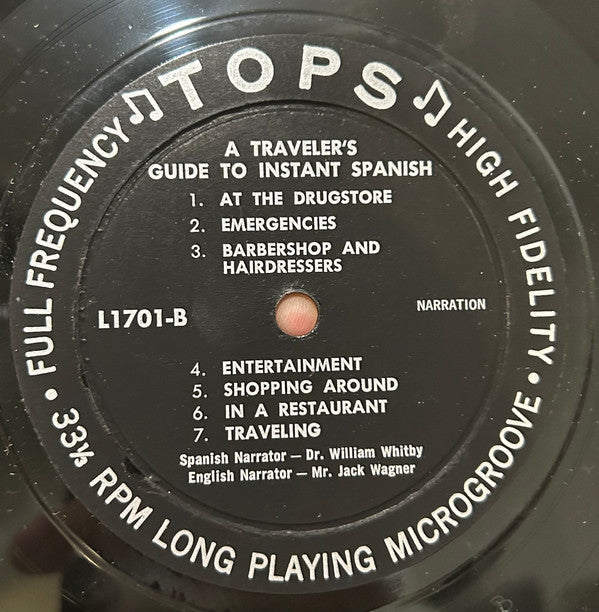 TOPS
A TRAVELER'S
GUIDE TO INSTANT SPANISH
1. AT THE DRUGSTORE
2. EMERGENCIES
3. BARBERSHOP AND
HAIRDRESSERS
L1701-B
NARRATION
4. ENTERTAINMENT
5. SHOPPING AROUND
6. IN A RESTAURANT
7. TRAVELING
Spanish Narrator — Dr. William Whitby
English Narrator — Mr. Jack Wagner
FULL FREQUENCY
HIGH FIDELITY
• 33⅓ RPM LONG PLAYING MICROGROOVE •